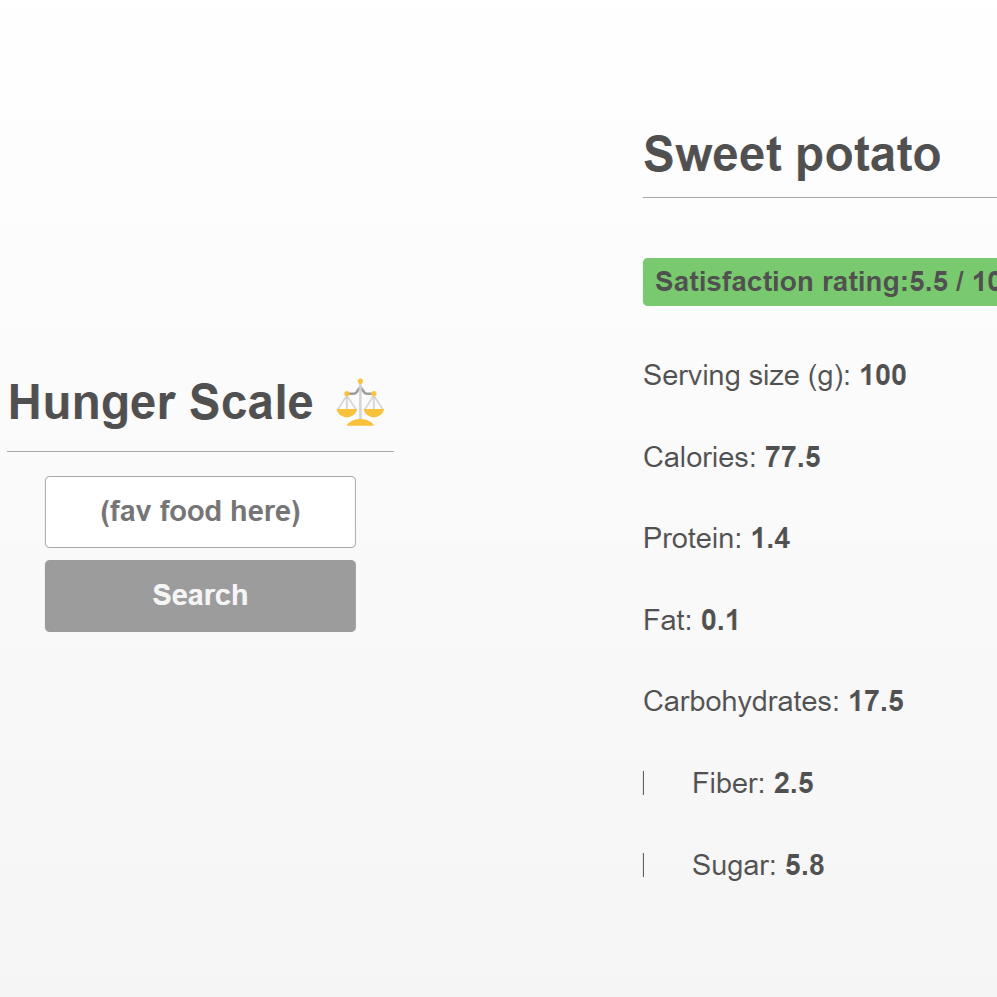 Hunger Scale
(fav food here)
Search
Sweet potato
Satisfaction rating:5.5 / 10
Serving size (g): 100
Calories: 77.5
Protein: 1.4
Fat: 0.1
Carbohydrates: 17.5
Fiber: 2.5
Sugar: 5.8